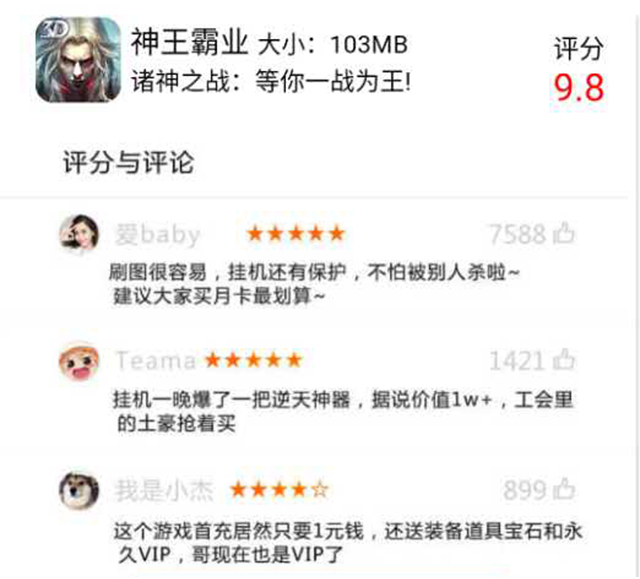 3D
神王霸业 大小：103MB
诸神之战：等你一战为王!
评分
9.8
评分与评论
爱baby ★★★★★ 7588
刷图很容易，挂机还有保护，不怕被别人杀啦~
建议大家买月卡最划算~
Teama ★★★★★ 1421
挂机一晚爆了一把逆天神器，据说价值1w+，工会里
的土豪抢着买
我是小杰 ★★★★☆ 899
这个游戏首充居然只要1元钱，还送装备道具宝石和永
久VIP，哥现在也是VIP了